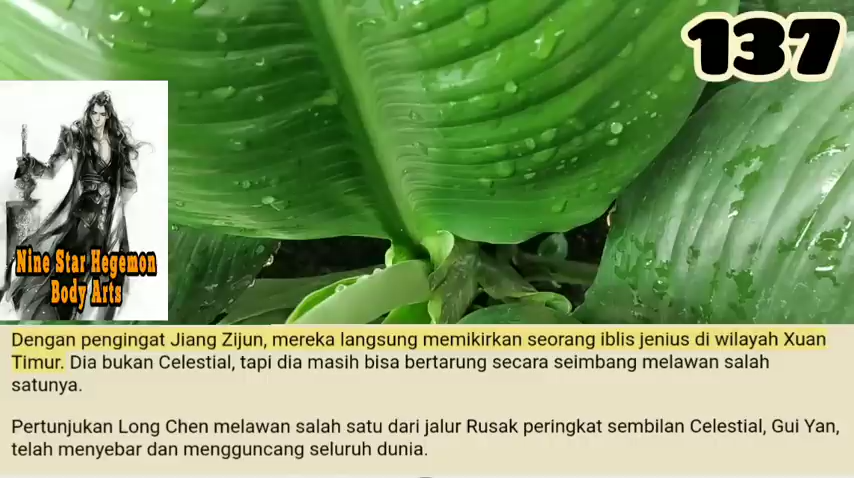 137
Nine Star Hegemon
Body Arts
Dengan pengingat Jiang Zijun, mereka langsung memikirkan seorang iblis jenius di wilayah Xuan
Timur. Dia bukan Celestial, tapi dia masih bisa bertarung secara seimbang melawan salah
satunya.
Pertunjukan Long Chen melawan salah satu dari jalur Rusak peringkat sembilan Celestial, Gui Yan,
telah menyebar dan mengguncang seluruh dunia.